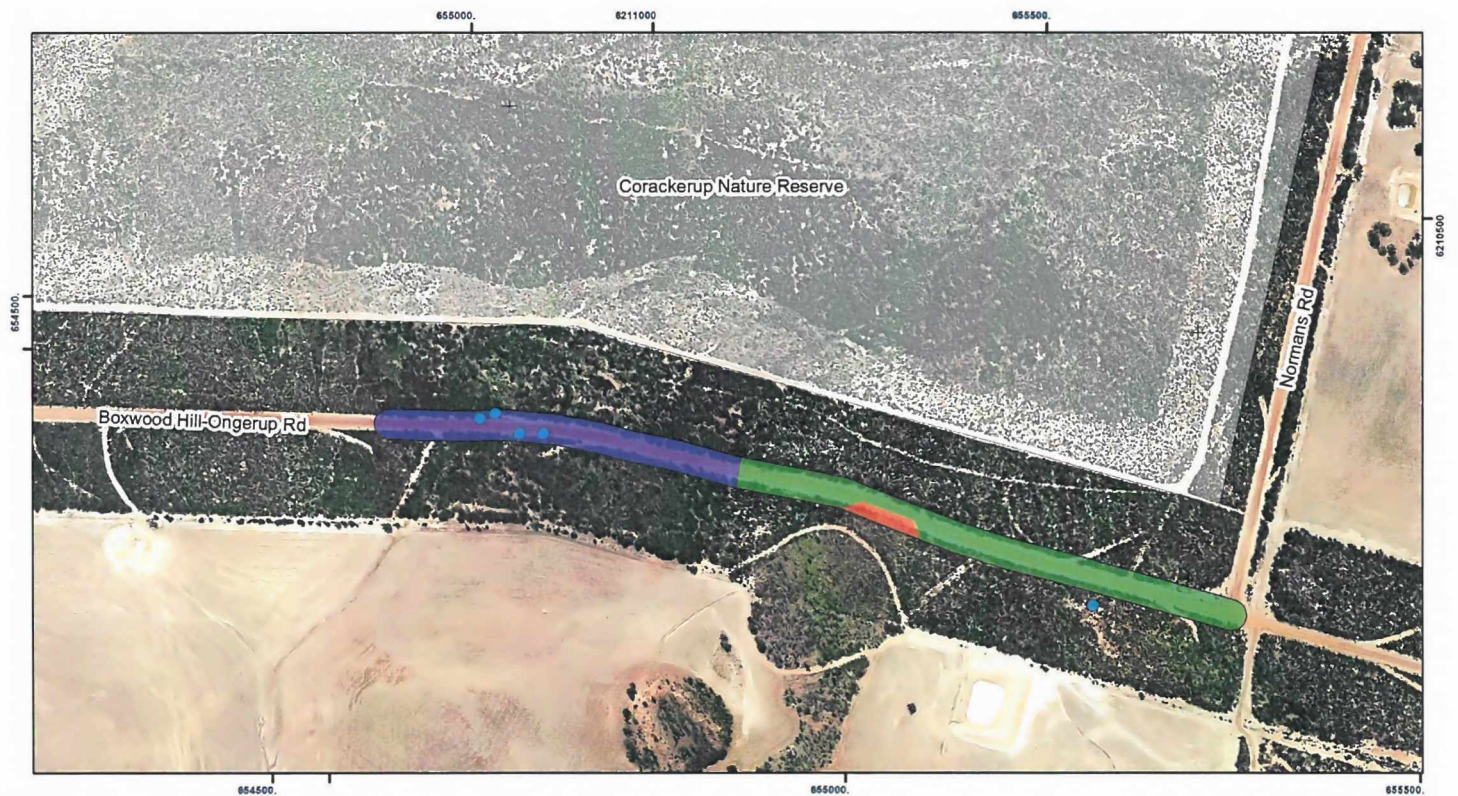 655000. 6211000 655500.
Corackerup Nature Reserve
6210500
654500.
Normans Rd
Boxwood Hill-Ongerup Rd
654500. 655000. 655500.